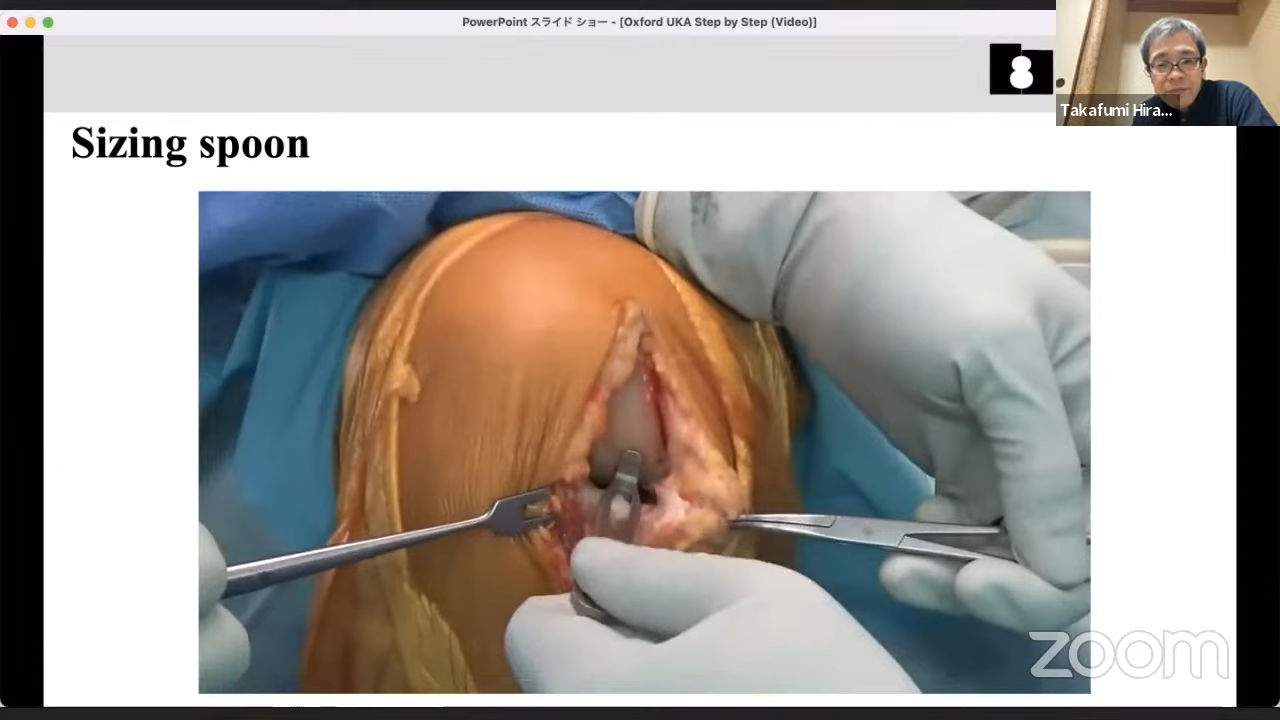 PowerPoint スライド ショー - [Oxford UKA Step by Step (Video)]
Takafumi Hira...
Sizing spoon
zoom